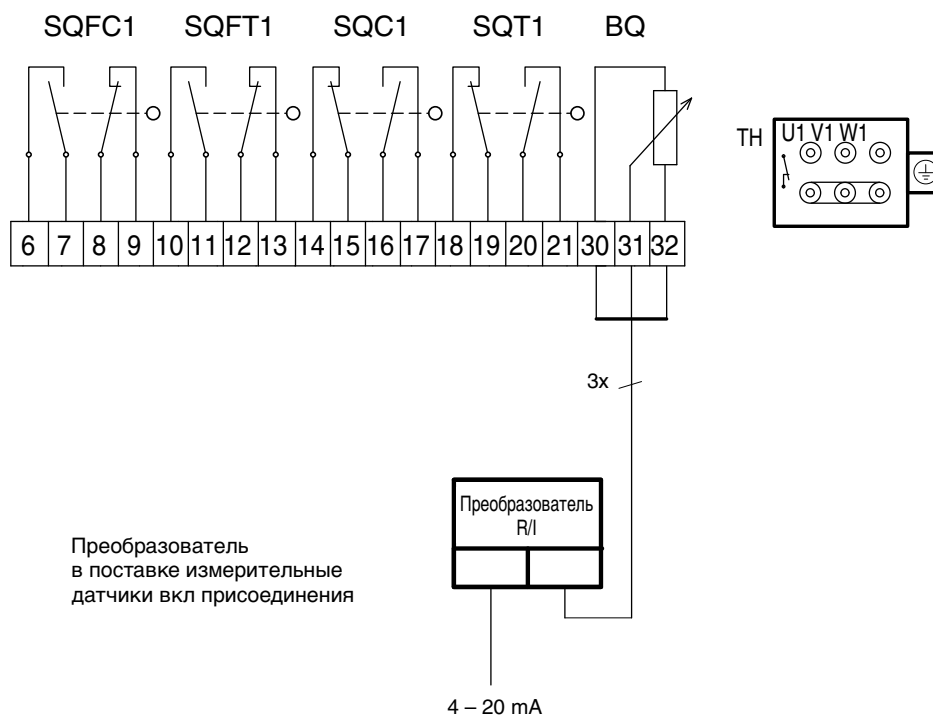 SQFC1 SQFT1 SQC1 SQT1 BQ
TH U1 V1 W1
6 7 8 9 10 11 12 13 14 15 16 17 18 19 20 21 30 31 32
3x
Преобразователь
R/I
Преобразователь
в поставке измерительные
датчики вкл присоединения
4 – 20 mA